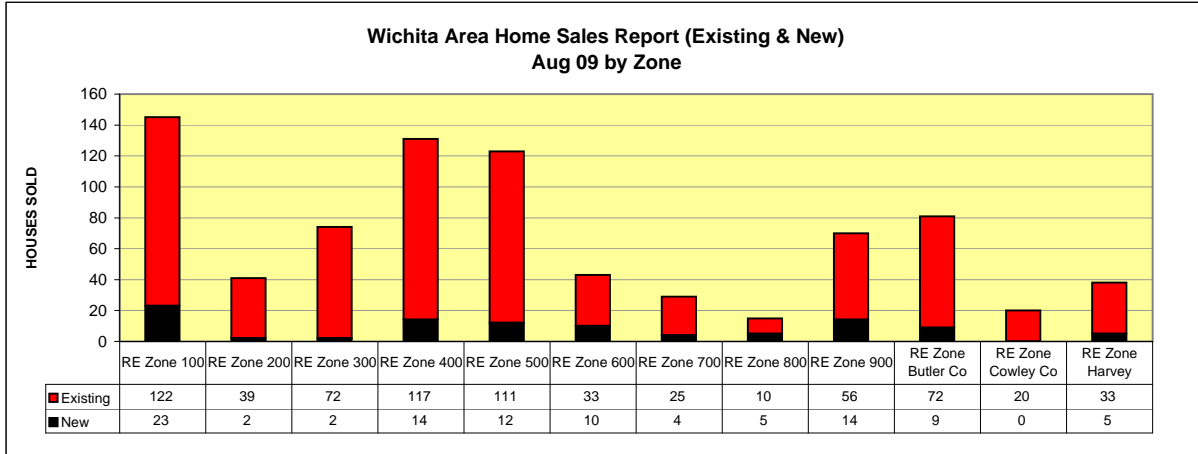 Wichita Area Home Sales Report (Existing & New)
Aug 09 by Zone
160
140
120
100
80
60
40
20
0
HOUSES SOLD
RE Zone 100 RE Zone 200 RE Zone 300 RE Zone 400 RE Zone 500 RE Zone 600 RE Zone 700 RE Zone 800 RE Zone 900 RE Zone Butler Co RE Zone Cowley Co RE Zone Harvey
Existing 122 39 72 117 111 33 25 10 56 72 20 33
New 23 2 2 14 12 10 4 5 14 9 0 5